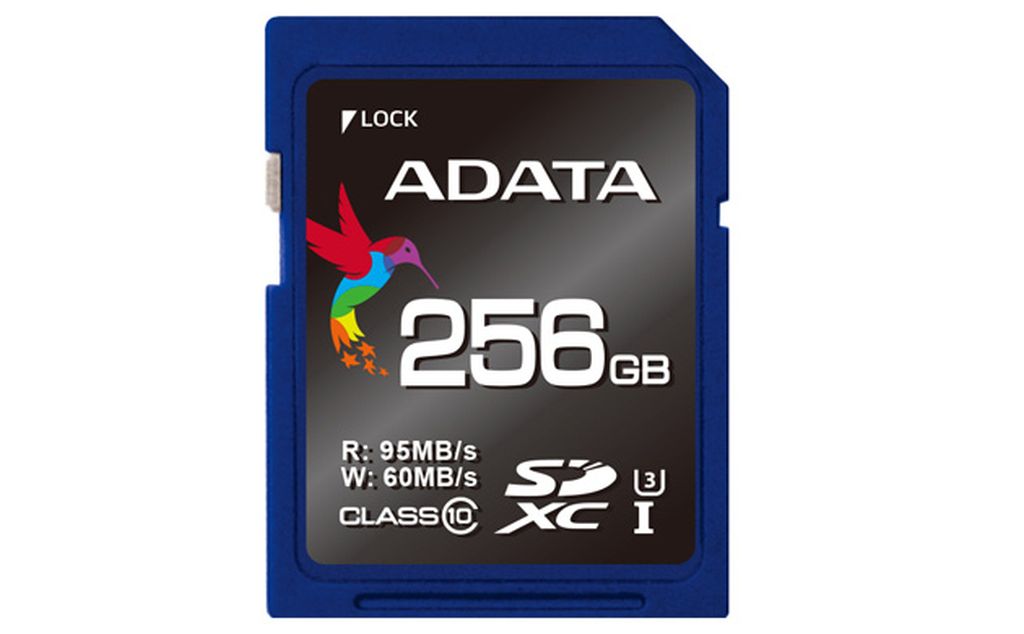 LOCK
ADATA
256GB
R: 95MB/s
W: 60MB/s
CLASS 10
SD XC
3
I